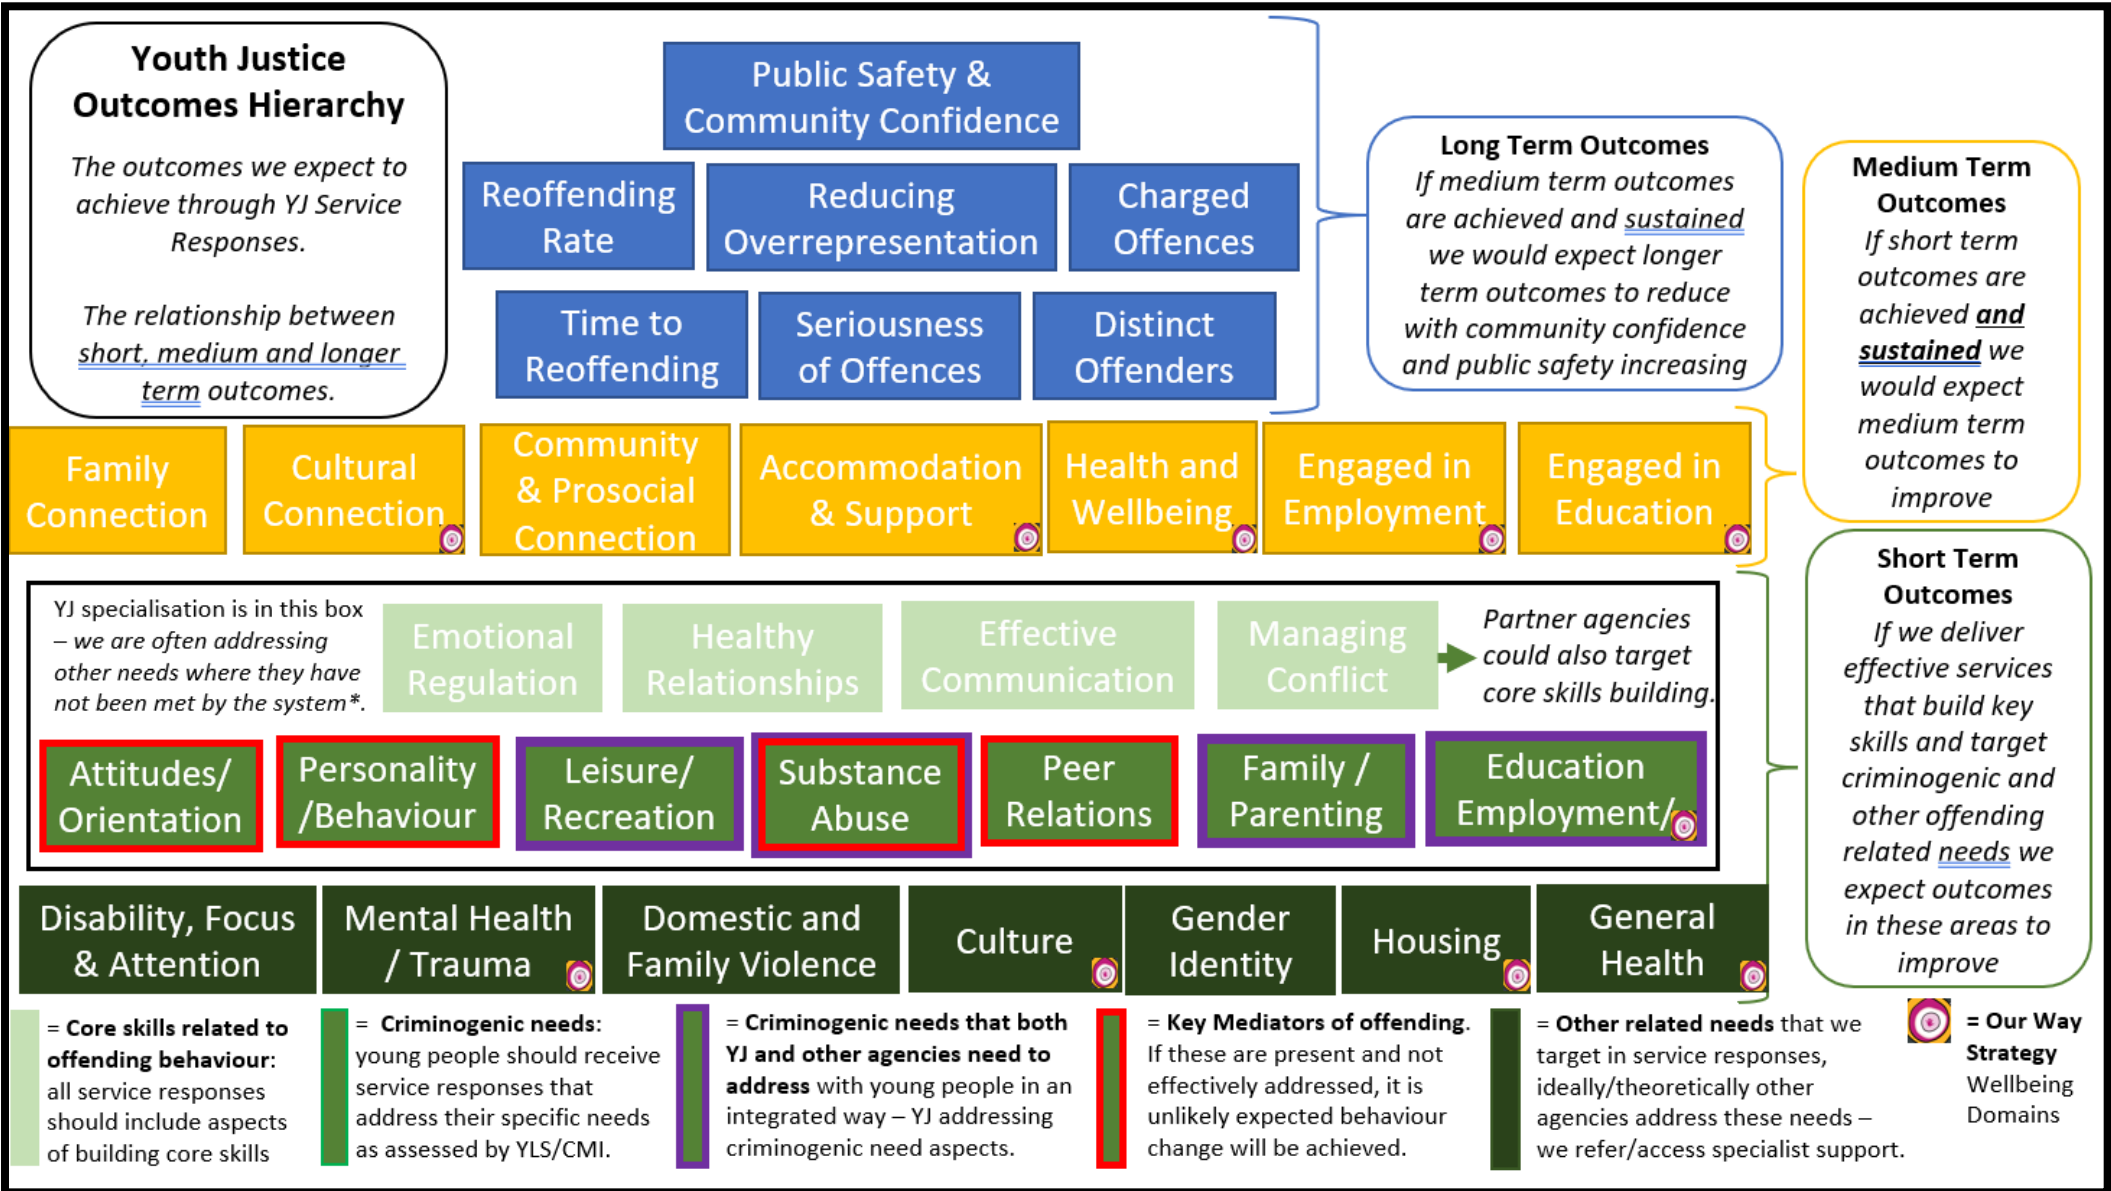 Youth Justice
Outcomes Hierarchy
The outcomes we expect to
achieve through YJ Service
Responses.
The relationship between
short, medium and longer
term outcomes.
Public Safety &
Community Confidence
Reoffending
Rate
Reducing
Overrepresentation
Charged
Offences
Time to
Reoffending
Seriousness
of Offences
Distinct
Offenders
Long Term Outcomes
If medium term outcomes
are achieved and sustained
we would expect longer
term outcomes to reduce
with community confidence
and public safety increasing
Medium Term
Outcomes
If short term
outcomes are
achieved and
sustained we
would expect
medium term
outcomes to
improve
Family
Connection
Cultural
Connection
Community
& Prosocial
Connection
Accommodation
& Support
Health and
Wellbeing
Engaged in
Employment
Engaged in
Education
Short Term
Outcomes
If we deliver
effective services
that build key
skills and target
criminogenic and
other offending
related needs we
expect outcomes
in these areas to
improve
YJ specialisation is in this box
– we are often addressing
other needs where they have
not been met by the system*.
Emotional
Regulation
Healthy
Relationships
Effective
Communication
Managing
Conflict
Partner agencies
could also target
core skills building.
Attitudes/
Orientation
Personality
/Behaviour
Leisure/
Recreation
Substance
Abuse
Peer
Relations
Family /
Parenting
Education
Employment/
Disability, Focus
& Attention
Mental Health
/ Trauma
Domestic and
Family Violence
Culture
Gender
Identity
Housing
General
Health
= Core skills related to
offending behaviour:
all service responses
should include aspects
of building core skills
= Criminogenic needs:
young people should receive
service responses that
address their specific needs
as assessed by YLS/CMI.
= Criminogenic needs that both
YJ and other agencies need to
address with young people in an
integrated way – YJ addressing
criminogenic need aspects.
= Key Mediators of offending.
If these are present and not
effectively addressed, it is
unlikely expected behaviour
change will be achieved.
= Other related needs that we
target in service responses,
ideally/theoretically other
agencies address these needs –
we refer/access specialist support.
= Our Way
Strategy
Wellbeing
Domains